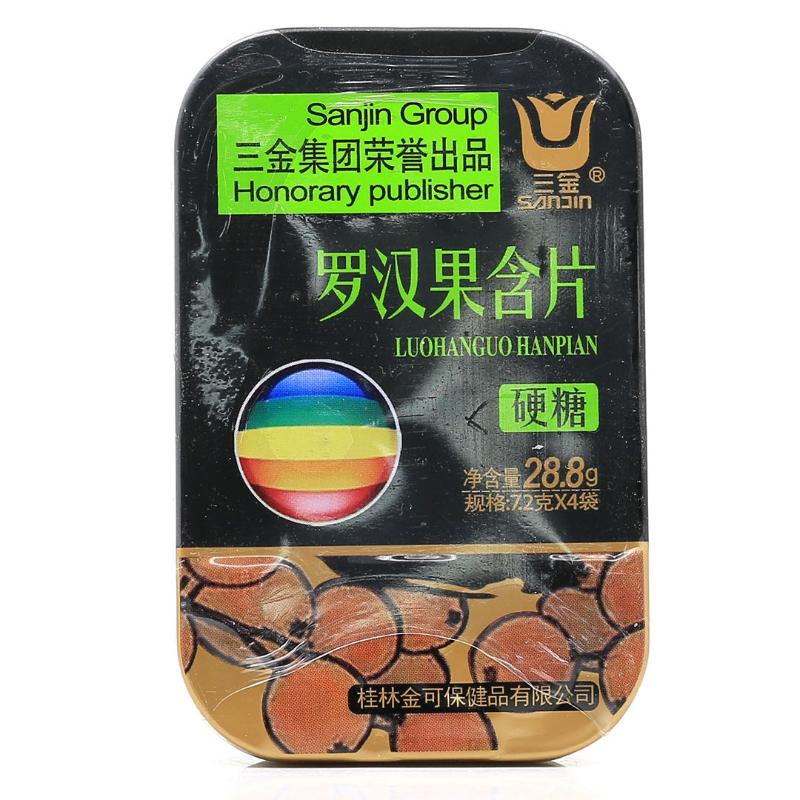 Sanjin Group
三金集团荣誉出品
Honorary publisher
三金®
SANJIN
罗汉果含片
LUOHANGUO HANPIAN
硬糖
净含量28.8g
规格:7.2克X4袋
桂林金可保健品有限公司